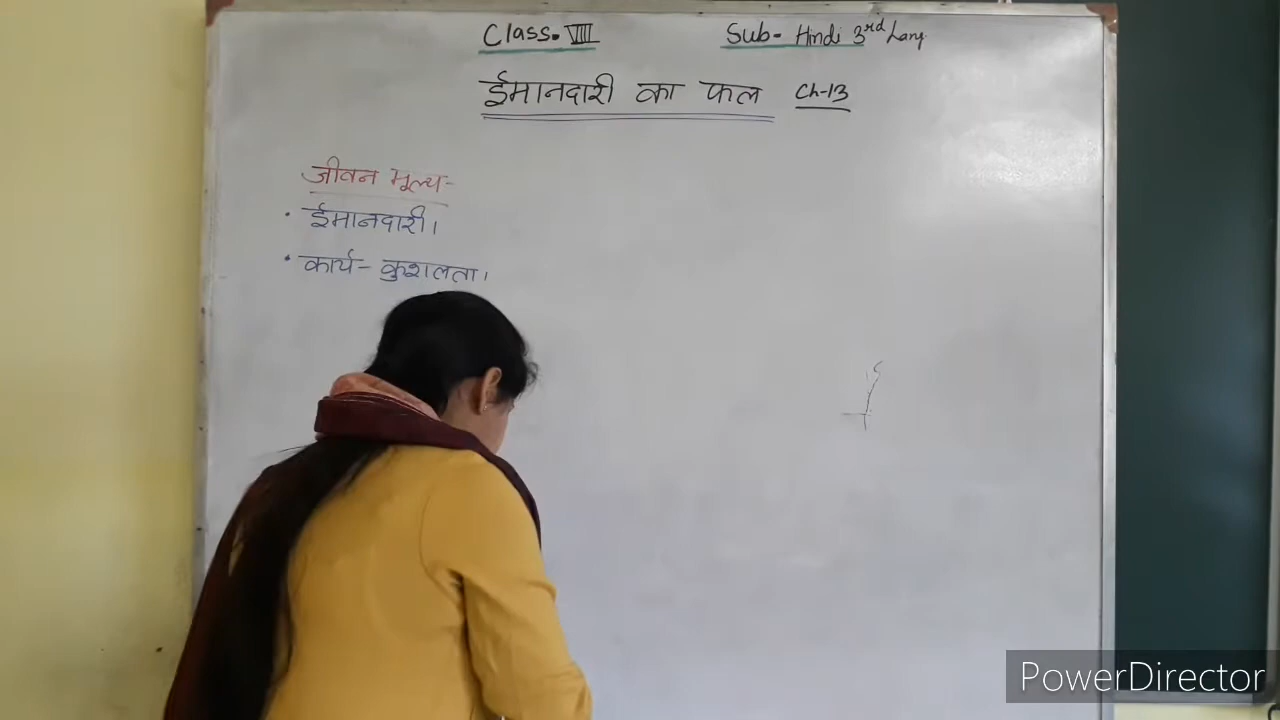 Class. VIII Sub- Hindi 3rd Lang
ईमानदारी का फल Ch-13
जीवन मूल्य-
• ईमानदारी।
• कार्य- कुशलता।
PowerDirector